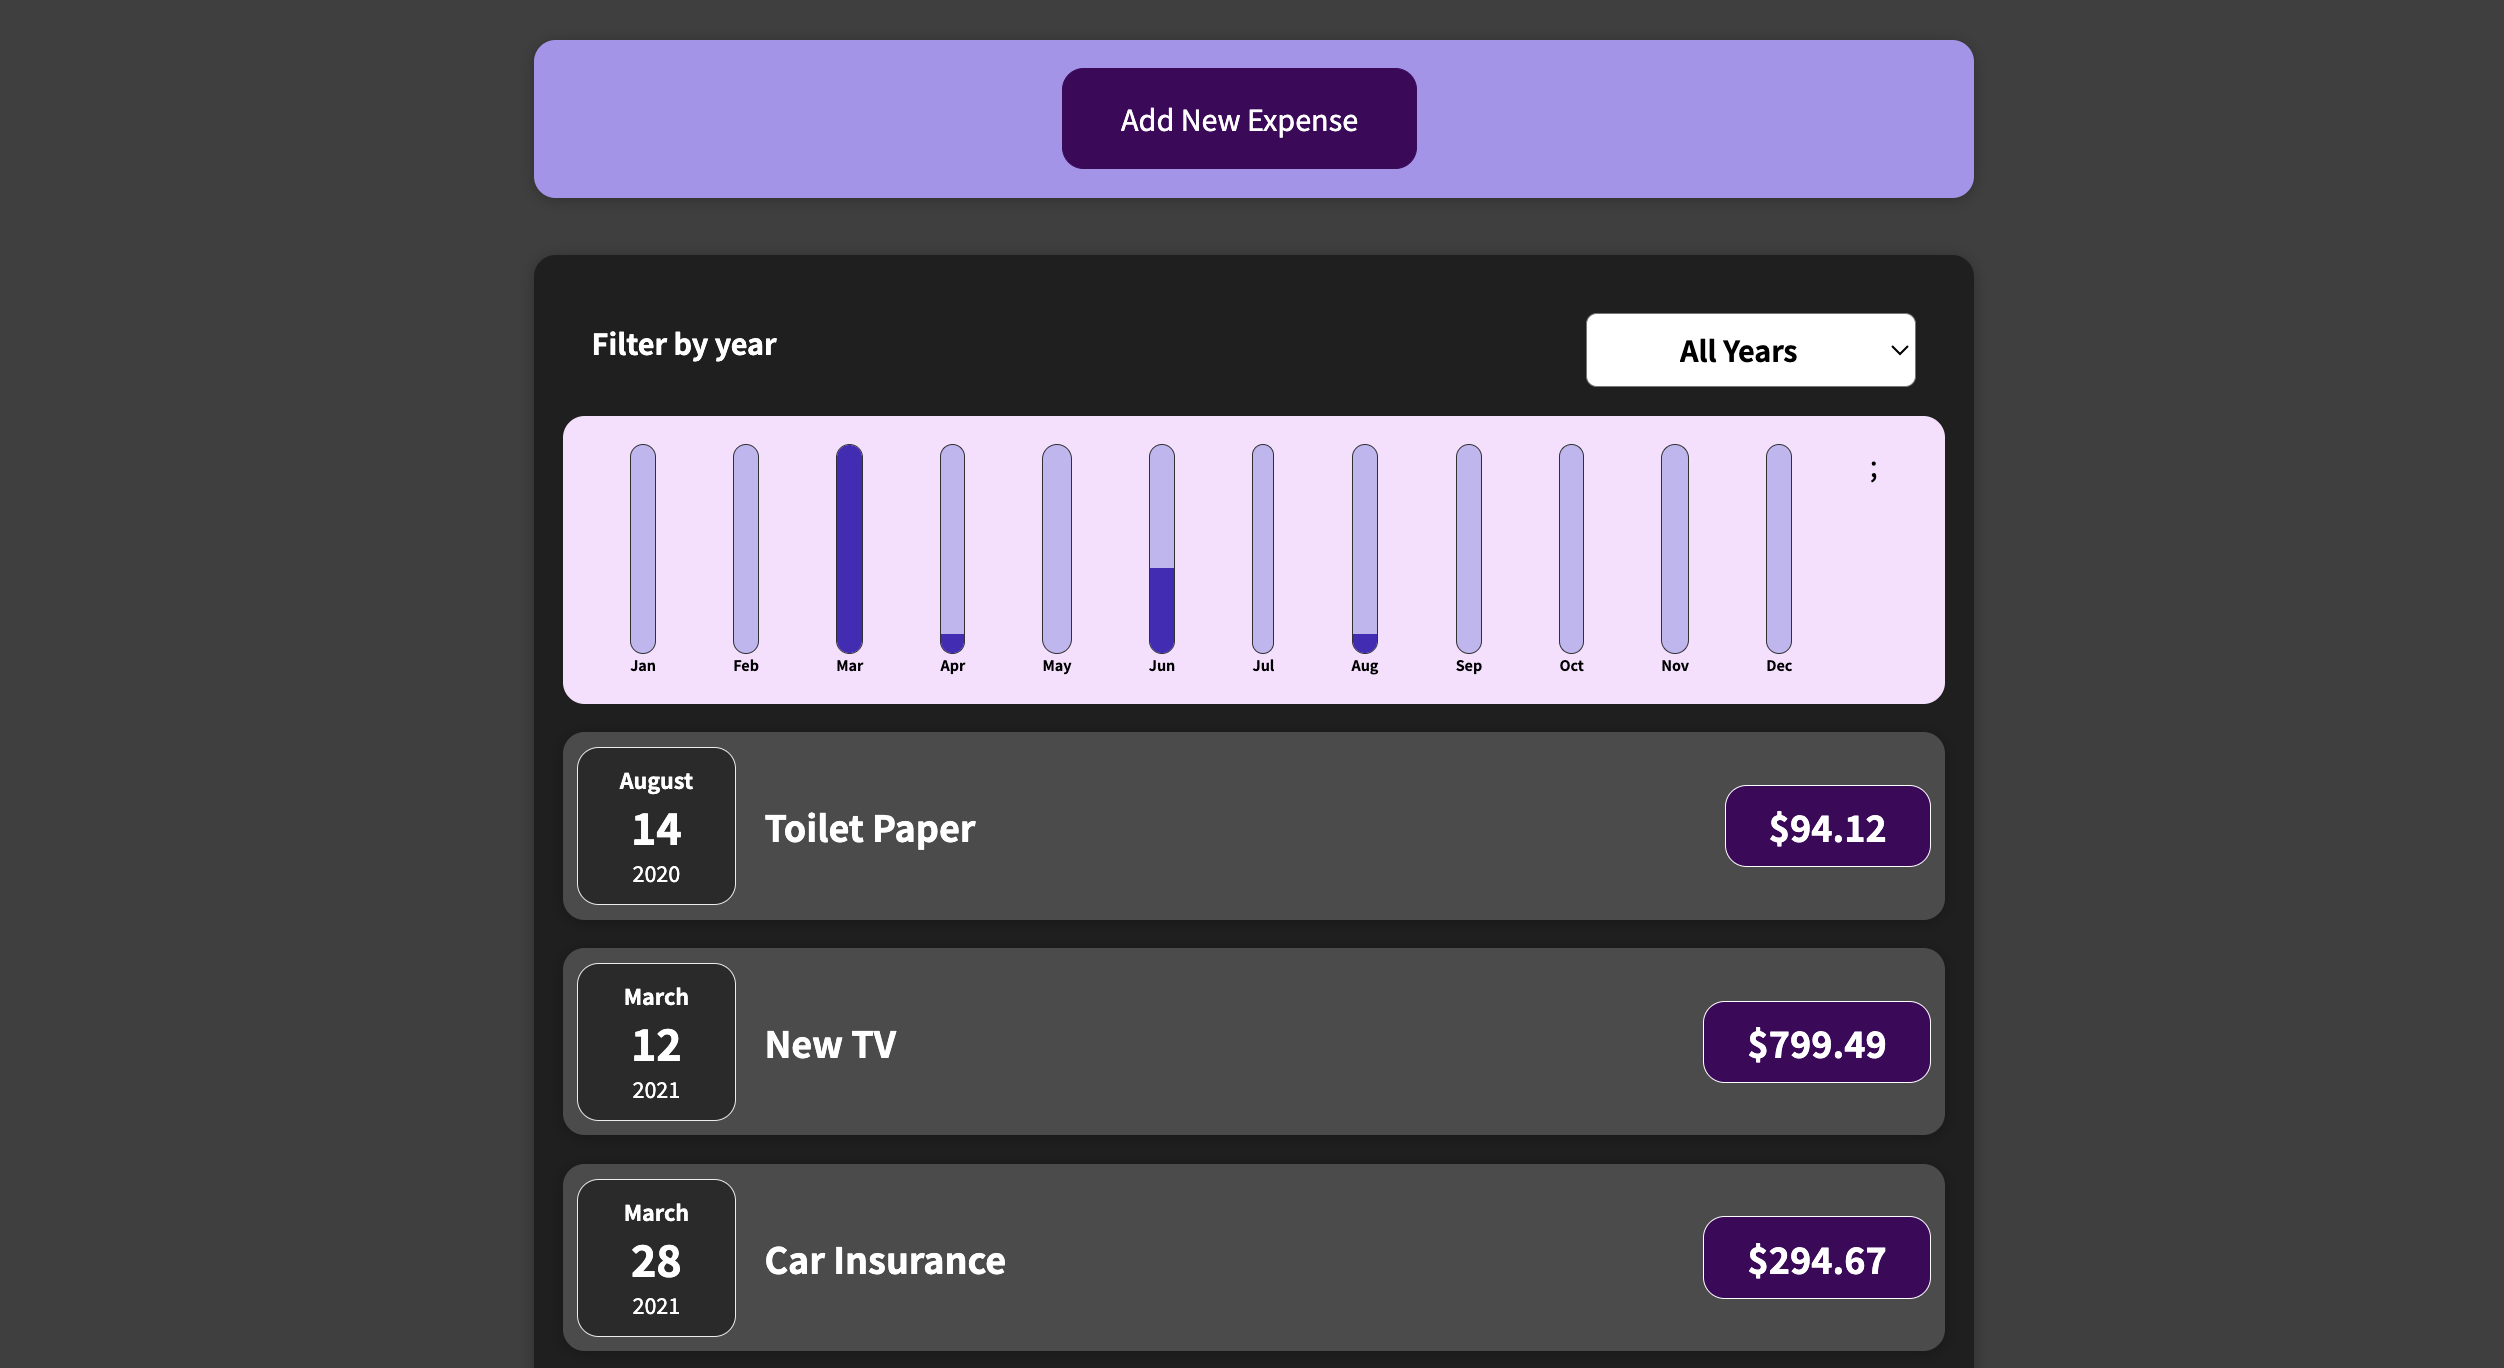 Add New Expense
Filter by year
All Years
;
Jan Feb Mar Apr May Jun Jul Aug Sep Oct Nov Dec
August
14
2020
Toilet Paper
$94.12
March
12
2021
New TV
$799.49
March
28
2021
Car Insurance
$294.67